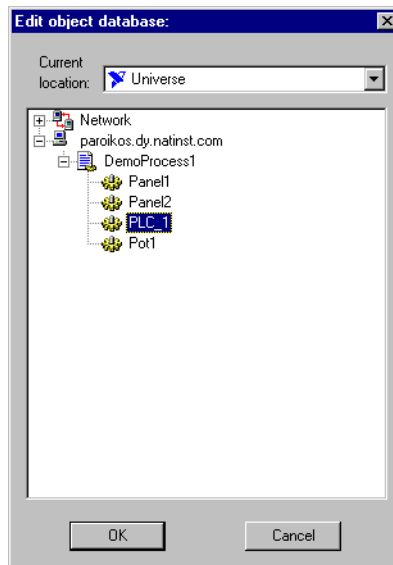 Edit object database:
Current
location: Universe
Network
paroikos.dy.natinst.com
DemoProcess1
Panel1
Panel2
PLC_1
Pot1
OK Cancel